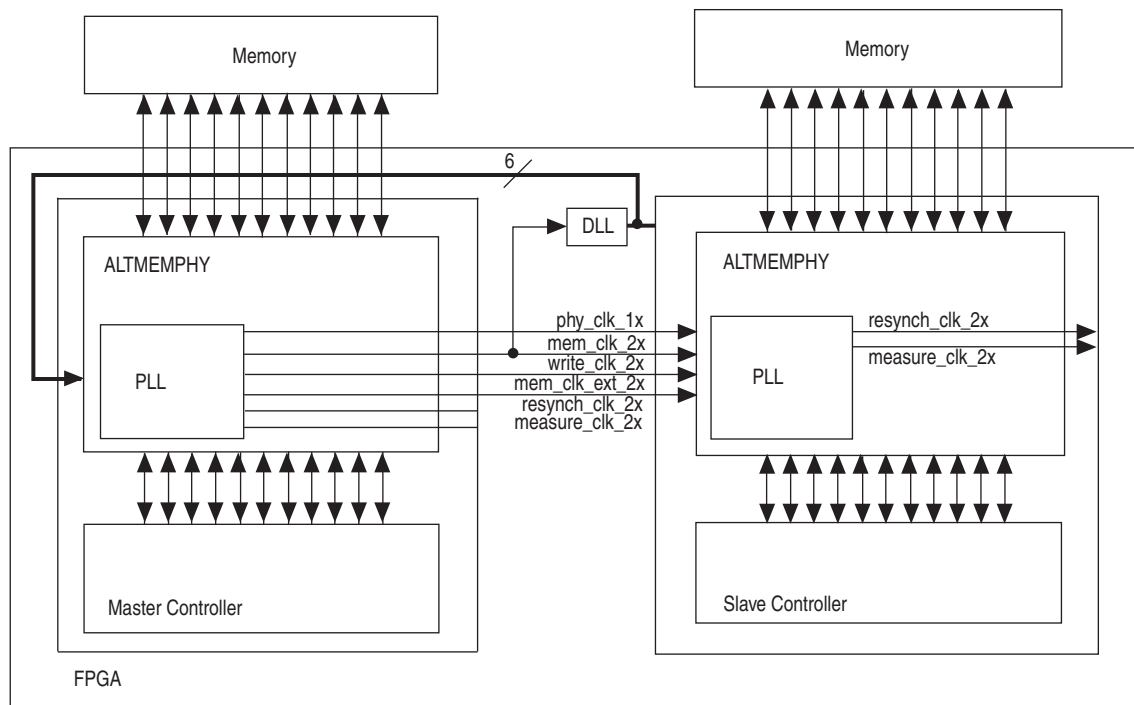 Memory
Memory
6
DLL
ALTMEMPHY
ALTMEMPHY
phy_clk_1x
mem_clk_2x
write_clk_2x
mem_clk_ext_2x
resynch_clk_2x
measure_clk_2x
resynch_clk_2x
measure_clk_2x
PLL
PLL
Master Controller
Slave Controller
FPGA